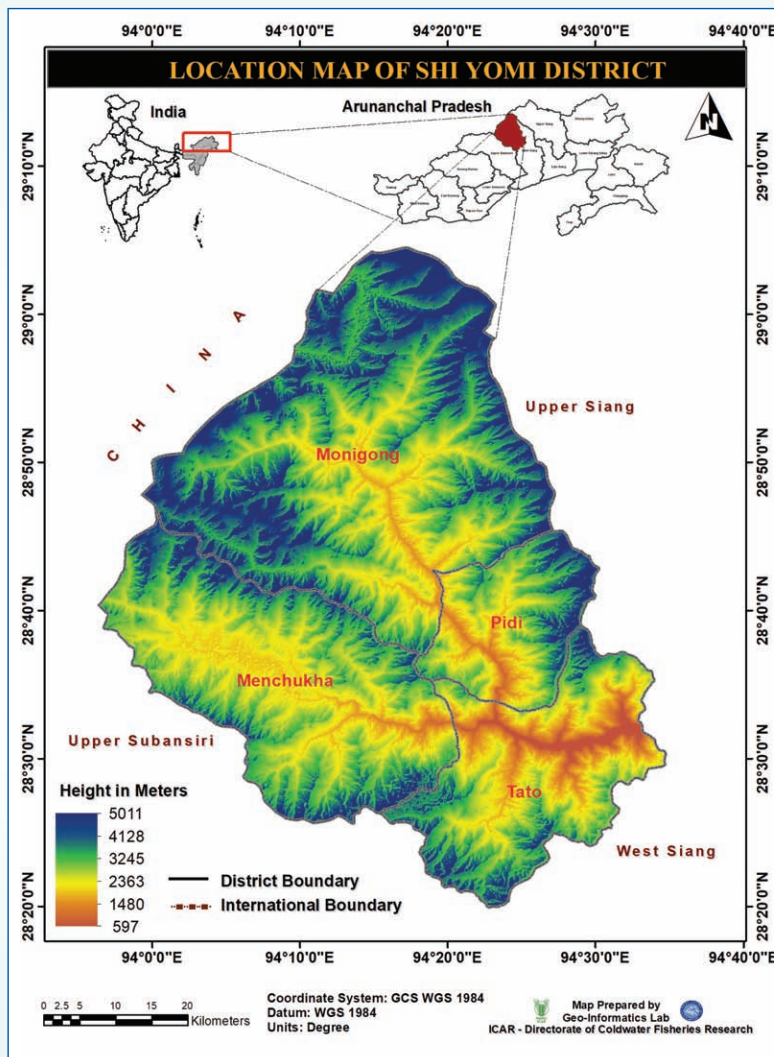 94°0'0"E 94°10'0"E 94°20'0"E 94°30'0"E 94°40'0"E
LOCATION MAP OF SHI YOMI DISTRICT
India
Arunanchal Pradesh
N
29°10'0"N 29°10'0"N
29°0'0"N 29°0'0"N
CHINA
Upper Siang
Monigong
28°50'0"N 28°50'0"N
28°40'0"N 28°40'0"N
Pidi
Menchukha
Upper Subansiri
28°30'0"N 28°30'0"N
Tato
West Siang
Height in Meters
5011
4128
3245
2363
1480
597
District Boundary
International Boundary
28°20'0"N 28°20'0"N
94°0'0"E 94°10'0"E 94°20'0"E 94°30'0"E 94°40'0"E
0 2.5 5 10 15 20
Kilometers
Coordinate System: GCS WGS 1984
Datum: WGS 1984
Units: Degree
Map Prepared by
Geo-Informatics Lab
ICAR - Directorate of Coldwater Fisheries Research